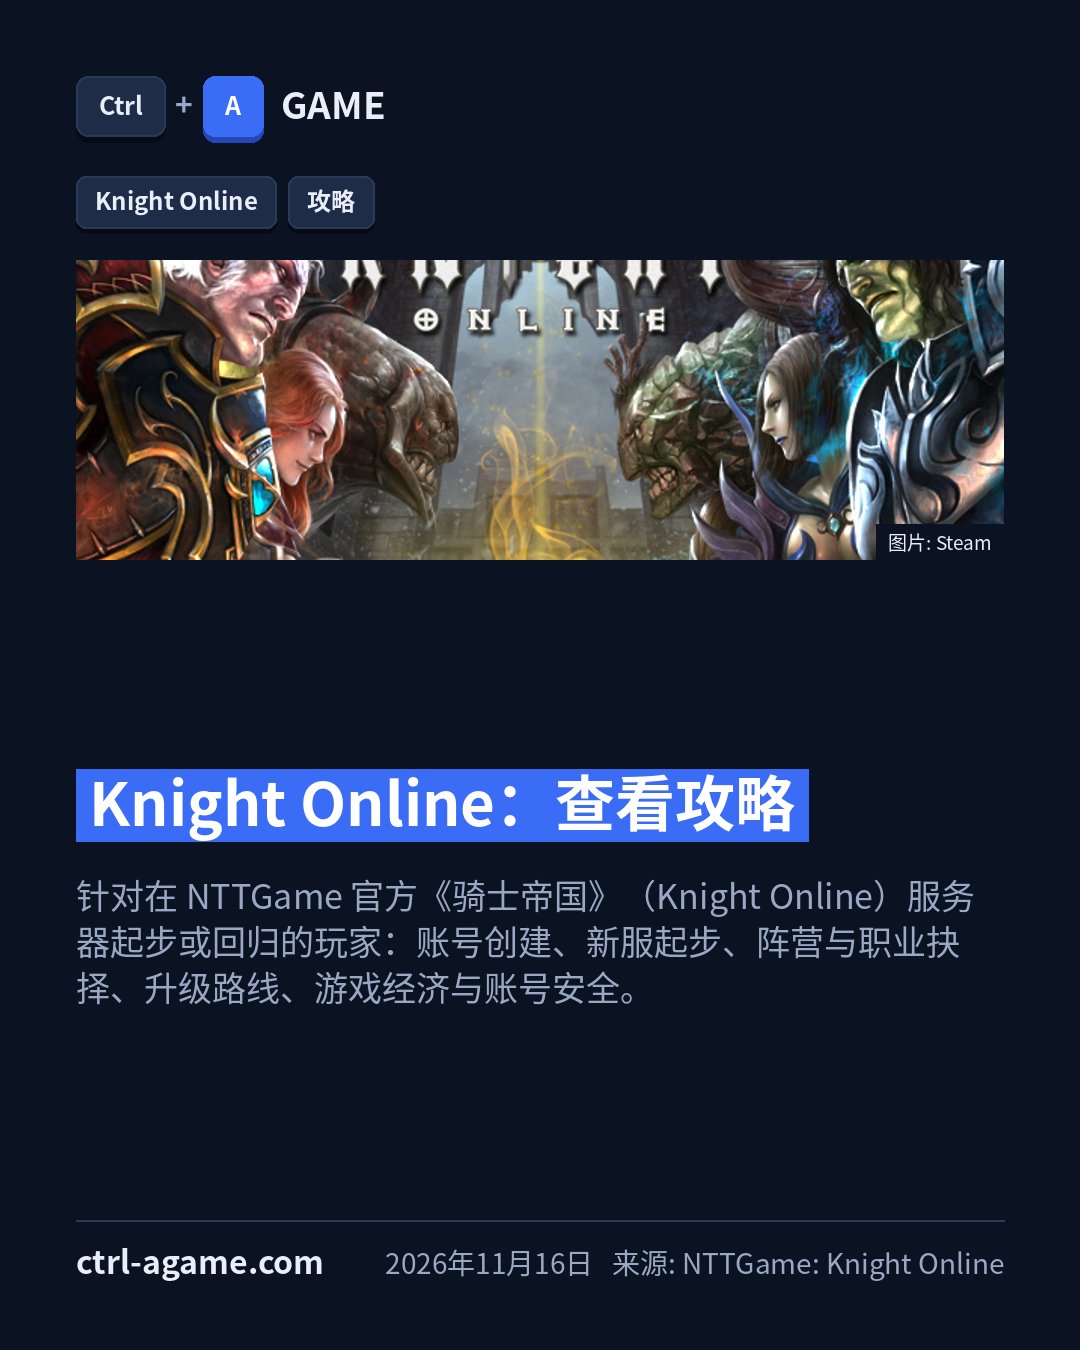 Ctrl + A GAME
Knight Online 攻略
ONLINE
图片: Steam
Knight Online：查看攻略
针对在 NTTGame 官方《骑士帝国》（Knight Online）服务
器起步或回归的玩家：账号创建、新服起步、阵营与职业抉
择、升级路线、游戏经济与账号安全。
ctrl-agame.com 2026年11月16日 来源: NTTGame: Knight Online